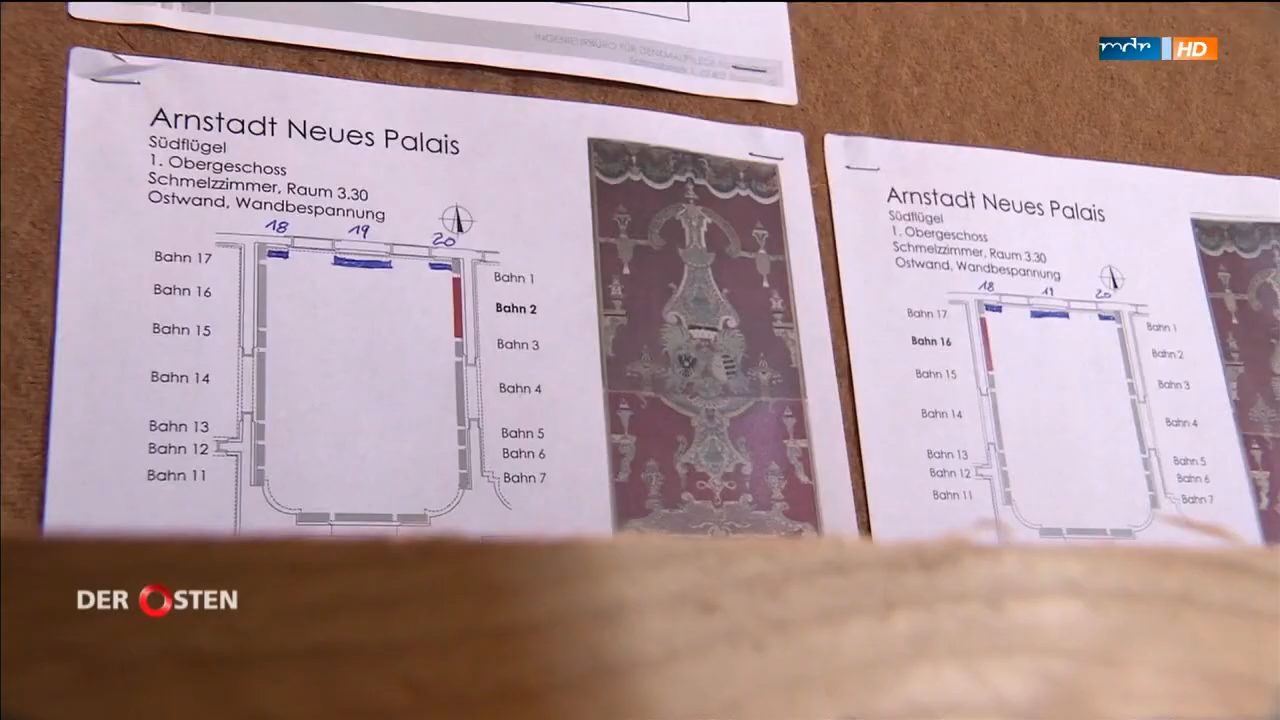 mdr HD
INGENIEURBÜRO FÜR DENKMALPFLEGE
Arnstadt Neues Palais
Südflügel
1. Obergeschoss
Schmelzzimmer, Raum 3.30
Ostwand, Wandbespannung
18 19 20
Bahn 17
Bahn 16
Bahn 15
Bahn 14
Bahn 13
Bahn 12
Bahn 11
Bahn 1
Bahn 2
Bahn 3
Bahn 4
Bahn 5
Bahn 6
Bahn 7
Arnstadt Neues Palais
Südflügel
1. Obergeschoss
Schmelzzimmer, Raum 3.30
Ostwand, Wandbespannung
18 19 20
Bahn 17
Bahn 16
Bahn 15
Bahn 14
Bahn 13
Bahn 12
Bahn 11
Bahn 1
Bahn 2
Bahn 3
Bahn 4
Bahn 5
Bahn 6
Bahn 7
DER OSTEN